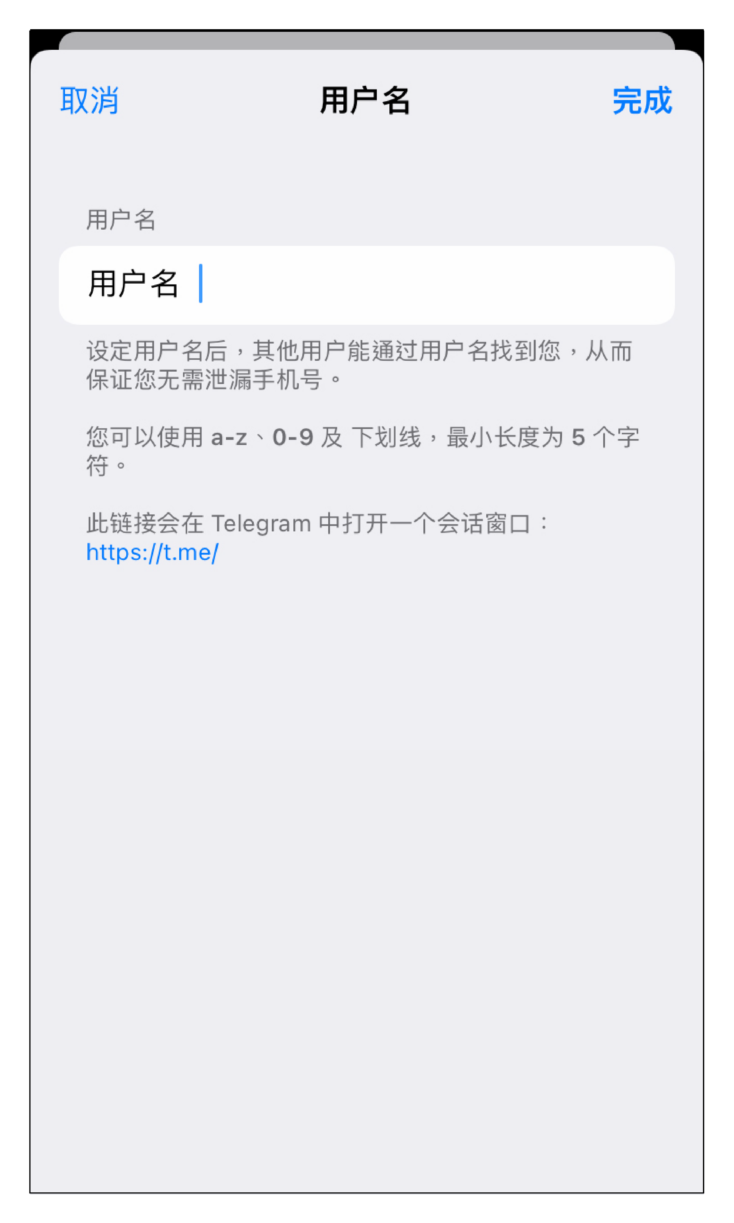 取消 用户名 完成
用户名
用户名
设定用户名后，其他用户能通过用户名找到您，从而
保证您无需泄漏手机号。
您可以使用 a-z、0-9 及 下划线，最小长度为 5 个字
符。
此链接会在 Telegram 中打开一个会话窗口：
https://t.me/